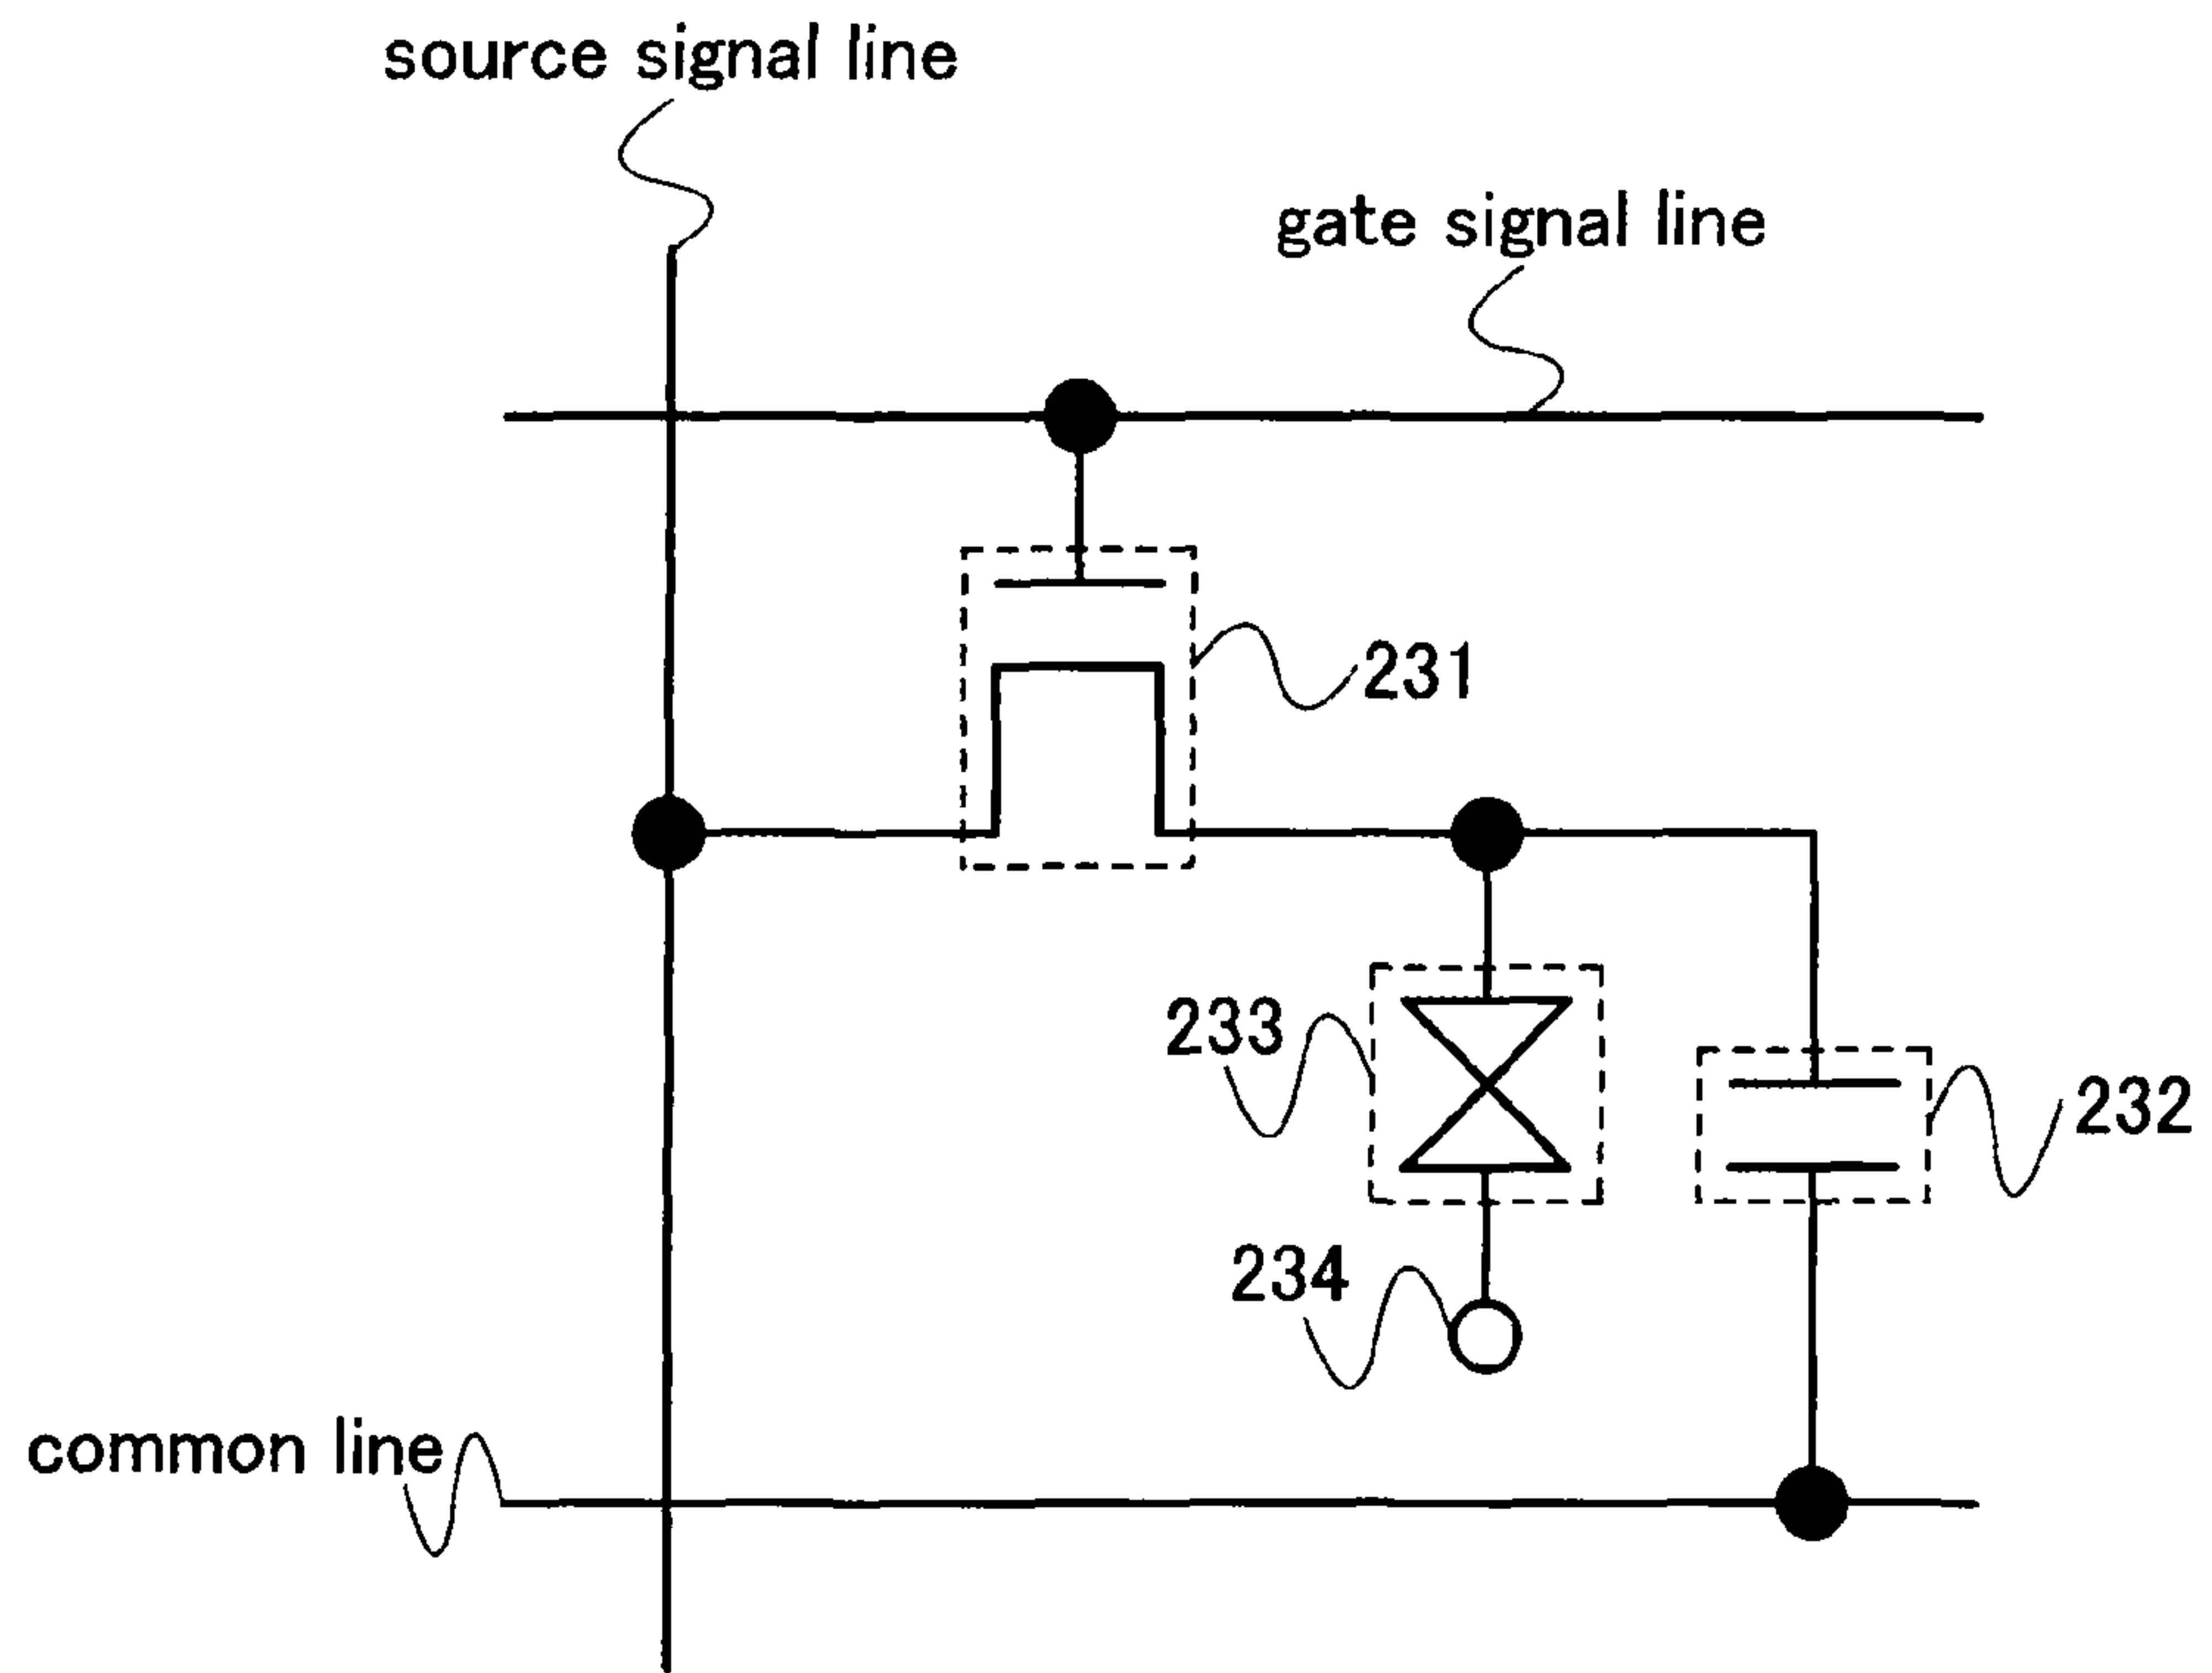 source signal line
gate signal line
231
233
232
234
common line